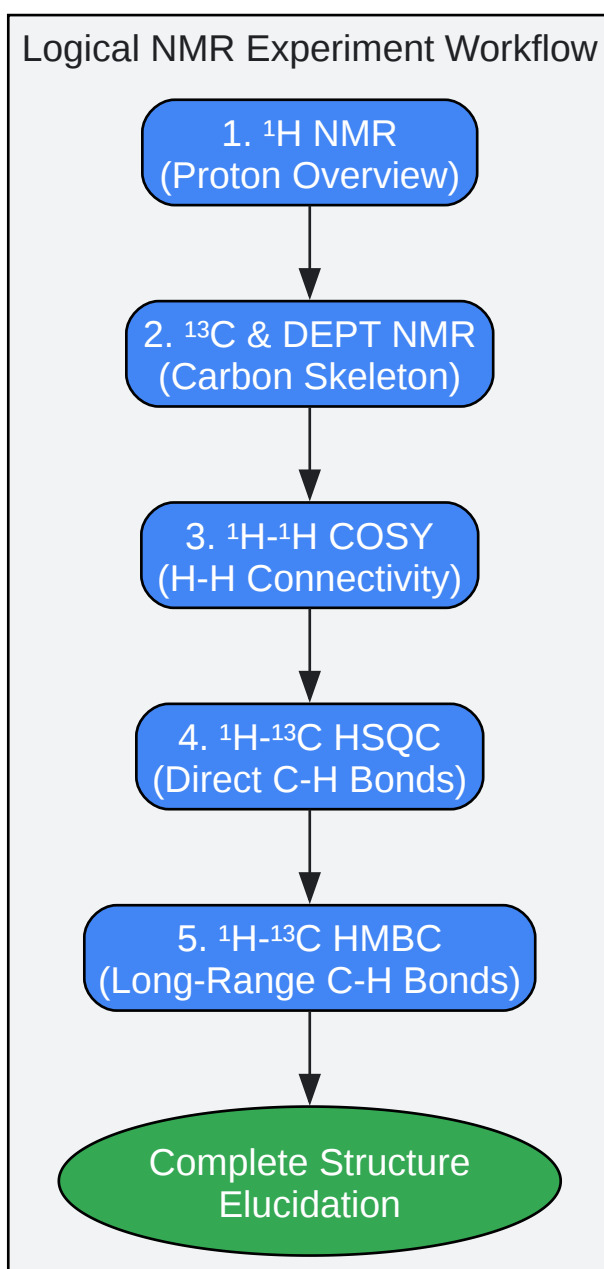 Logical NMR Experiment Workflow
1. ¹H NMR
(Proton Overview)
2. ¹³C & DEPT NMR
(Carbon Skeleton)
3. ¹H-¹H COSY
(H-H Connectivity)
4. ¹H-¹³C HSQC
(Direct C-H Bonds)
5. ¹H-¹³C HMBC
(Long-Range C-H Bonds)
Complete Structure
Elucidation